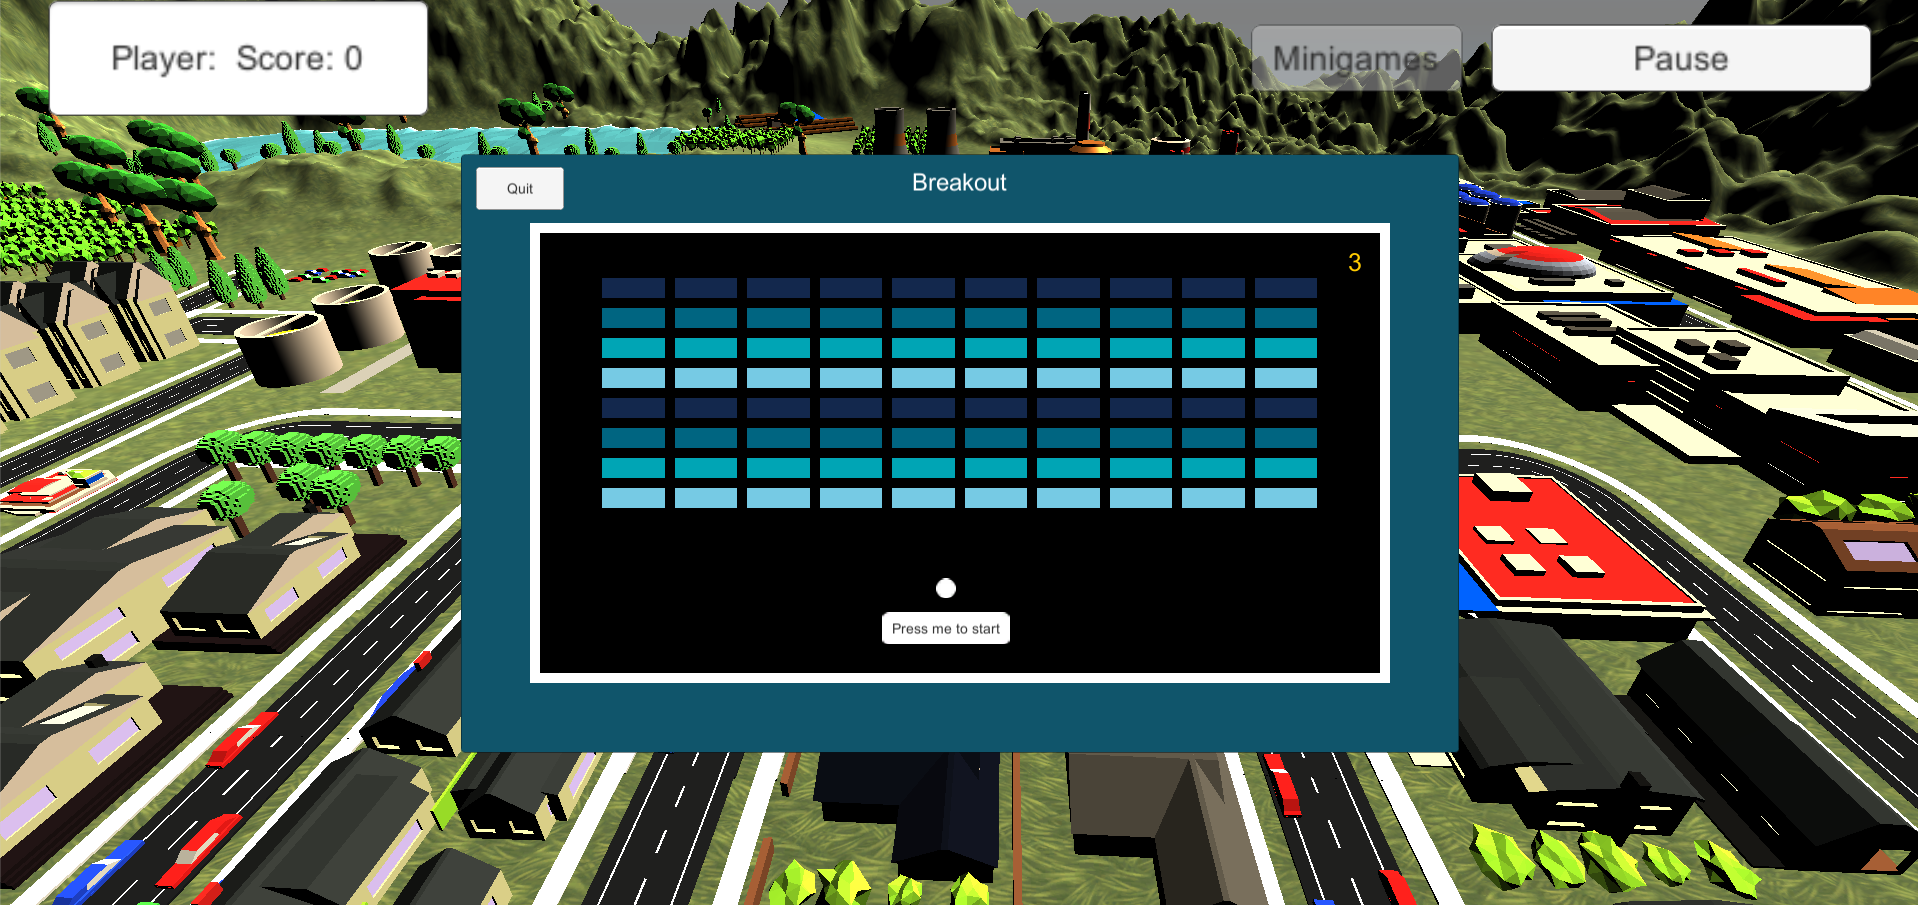 Player:  Score: 0
Minigames
Pause
Quit
Breakout
3
Press me to start